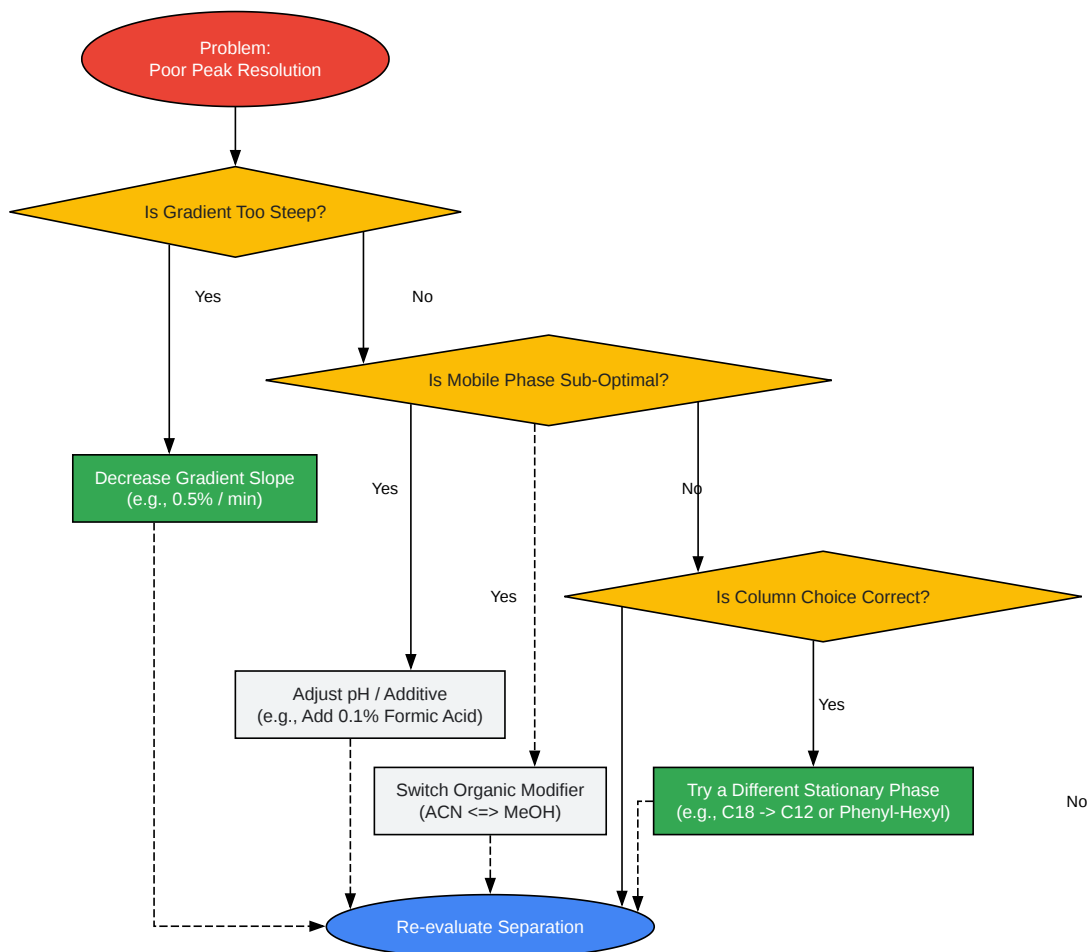 Problem:
Poor Peak Resolution
Is Gradient Too Steep?
Yes
No
Is Mobile Phase Sub-Optimal?
Decrease Gradient Slope
(e.g., 0.5% / min)
Yes
No
Yes
Is Column Choice Correct?
Adjust pH / Additive
(e.g., Add 0.1% Formic Acid)
Yes
Switch Organic Modifier
(ACN <=> MeOH)
Try a Different Stationary Phase
(e.g., C18 -> C12 or Phenyl-Hexyl)
No
Re-evaluate Separation